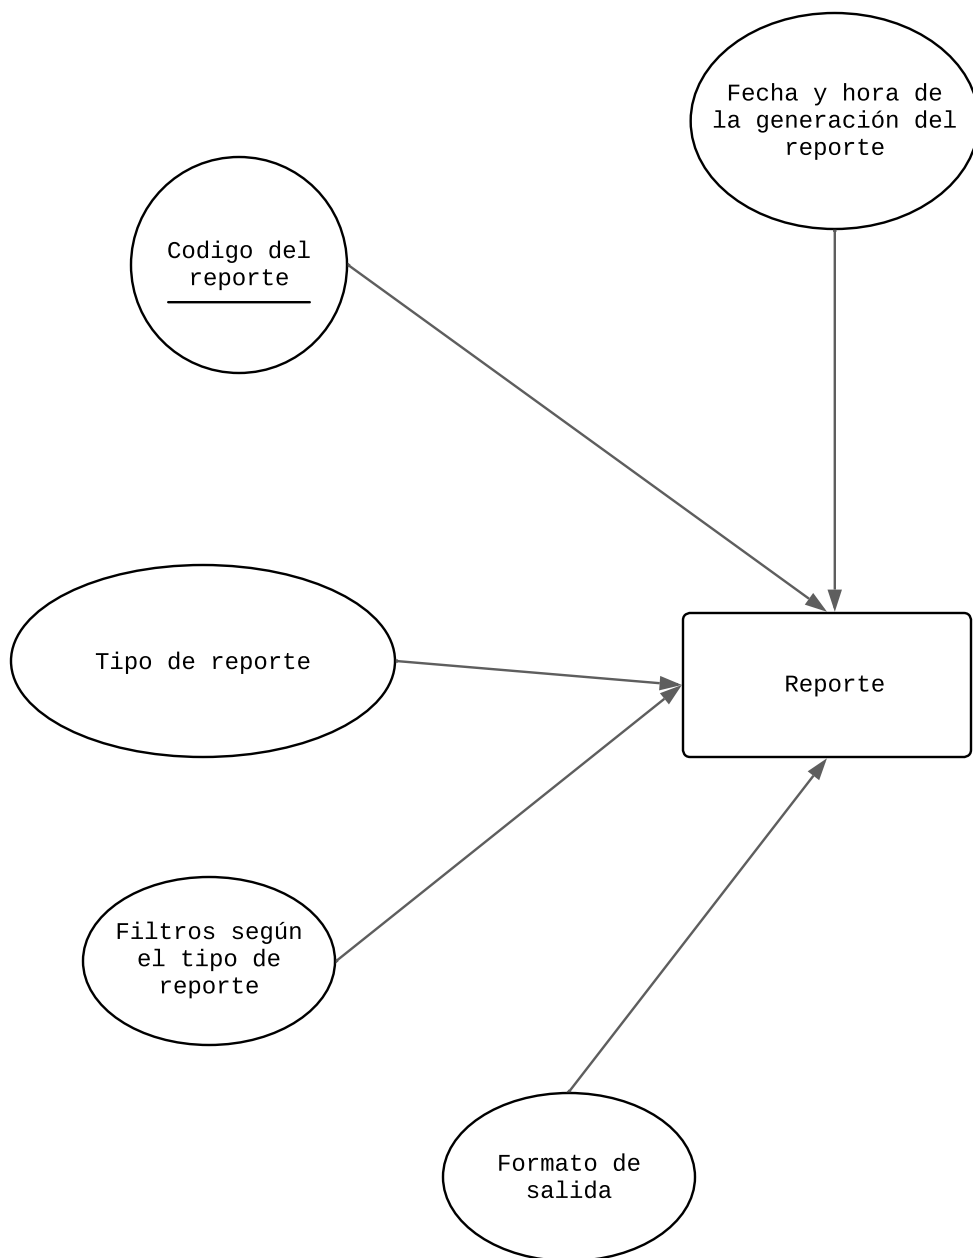 Fecha y hora de
la generación del
reporte
Codigo del
reporte
Tipo de reporte
Reporte
Filtros según
el tipo de
reporte
Formato de
salida